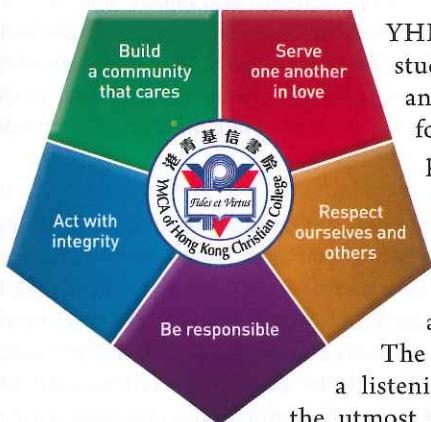 Build
a community
that cares
Serve
one another
in love
Act with
integrity
Respect
ourselves and
others
Be responsible
港青基信書院
Fides et Virtus
YMCA of Hong Kong Christian College
stud
an
fo
p
a
The
a listeni
the utmost